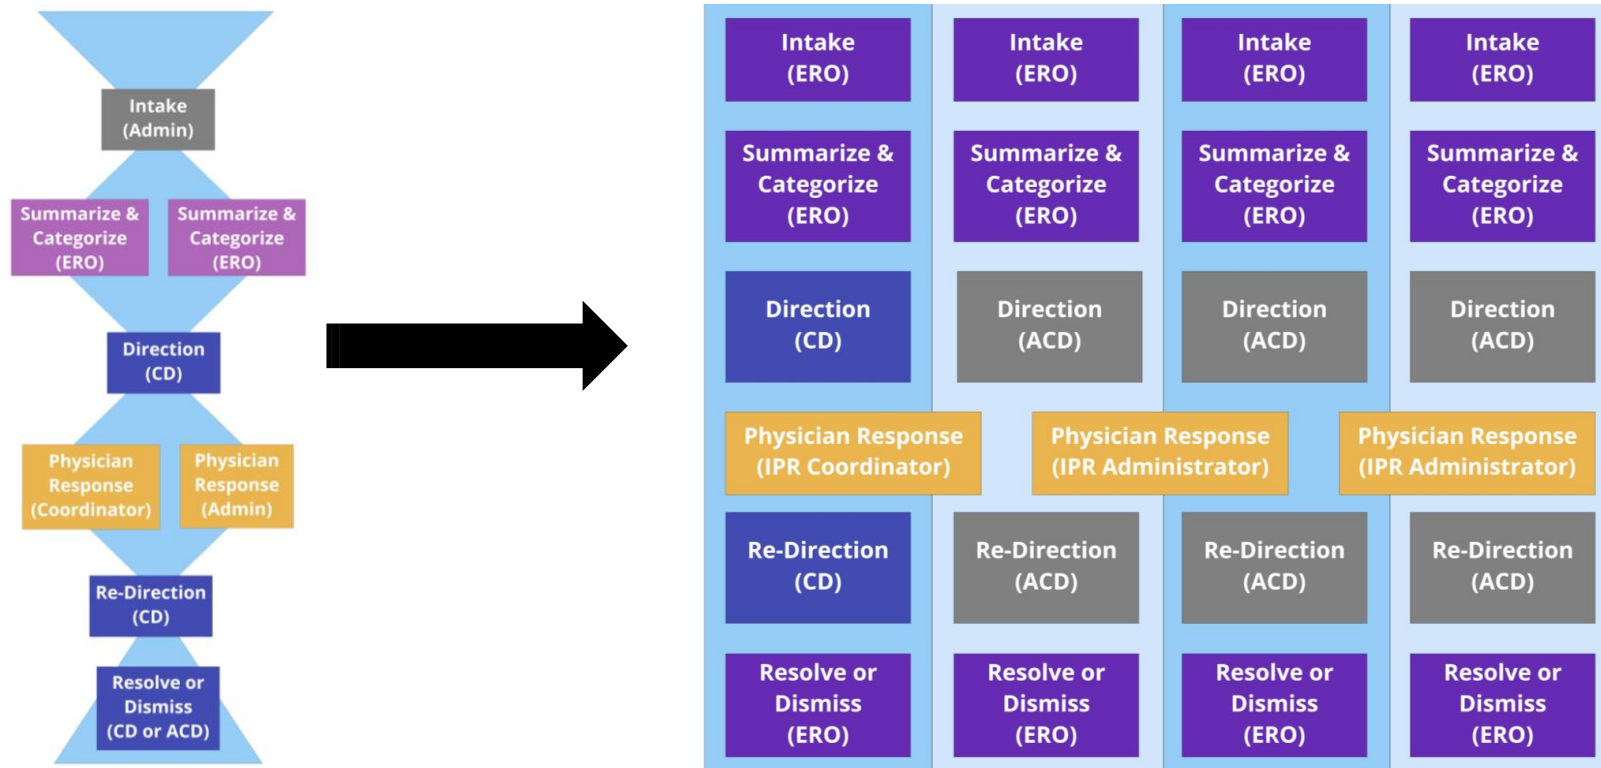 Intake
(Admin)
Summarize &
Categorize
(ERO)
Summarize &
Categorize
(ERO)
Direction
(CD)
Physician
Response
(Coordinator)
Physician
Response
(Admin)
Re-Direction
(CD)
Resolve or
Dismiss
(CD or ACD)
Intake
(ERO)
Intake
(ERO)
Intake
(ERO)
Intake
(ERO)
Summarize &
Categorize
(ERO)
Summarize &
Categorize
(ERO)
Summarize &
Categorize
(ERO)
Summarize &
Categorize
(ERO)
Direction
(CD)
Direction
(ACD)
Direction
(ACD)
Direction
(ACD)
Physician Response
(IPR Coordinator)
Physician Response
(IPR Administrator)
Physician Response
(IPR Administrator)
Re-Direction
(CD)
Re-Direction
(ACD)
Re-Direction
(ACD)
Re-Direction
(ACD)
Resolve or
Dismiss
(ERO)
Resolve or
Dismiss
(ERO)
Resolve or
Dismiss
(ERO)
Resolve or
Dismiss
(ERO)